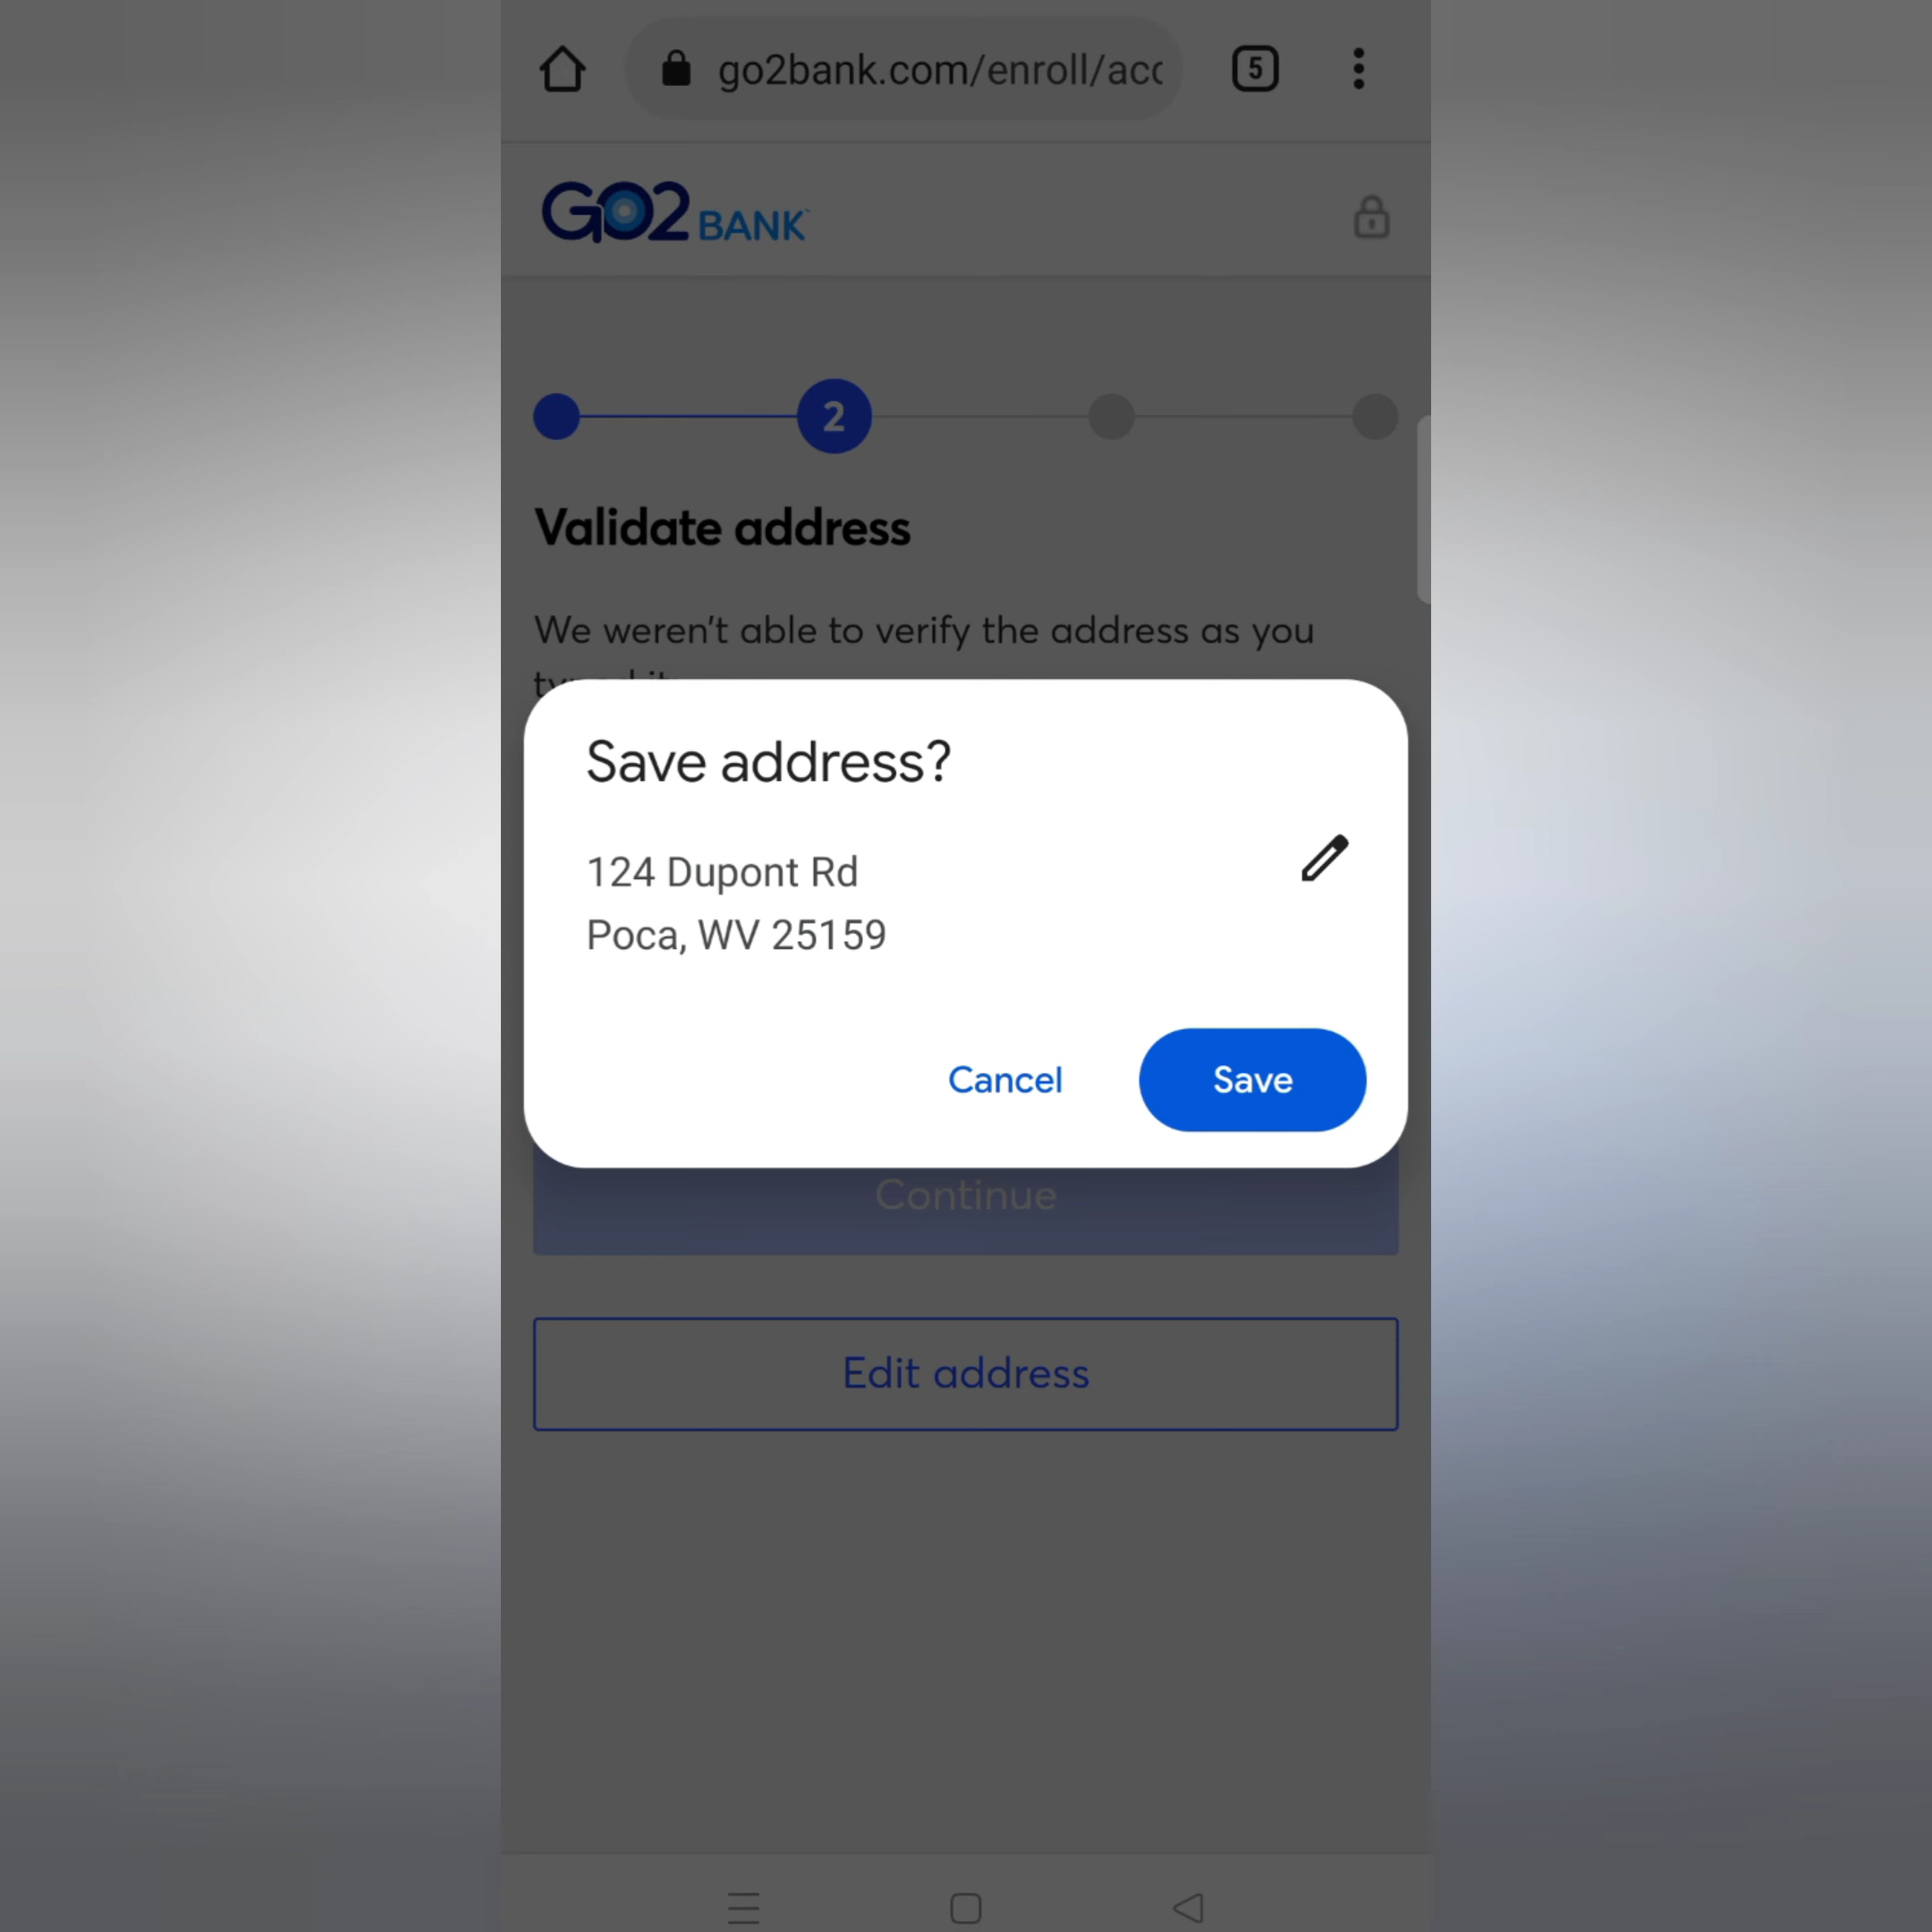 go2bank.com/enroll/acc
5
GO2 BANK
2
Validate address
We weren't able to verify the address as you
Save address?
124 Dupont Rd
Poca, WV 25159
Cancel
Save
Continue
Edit address